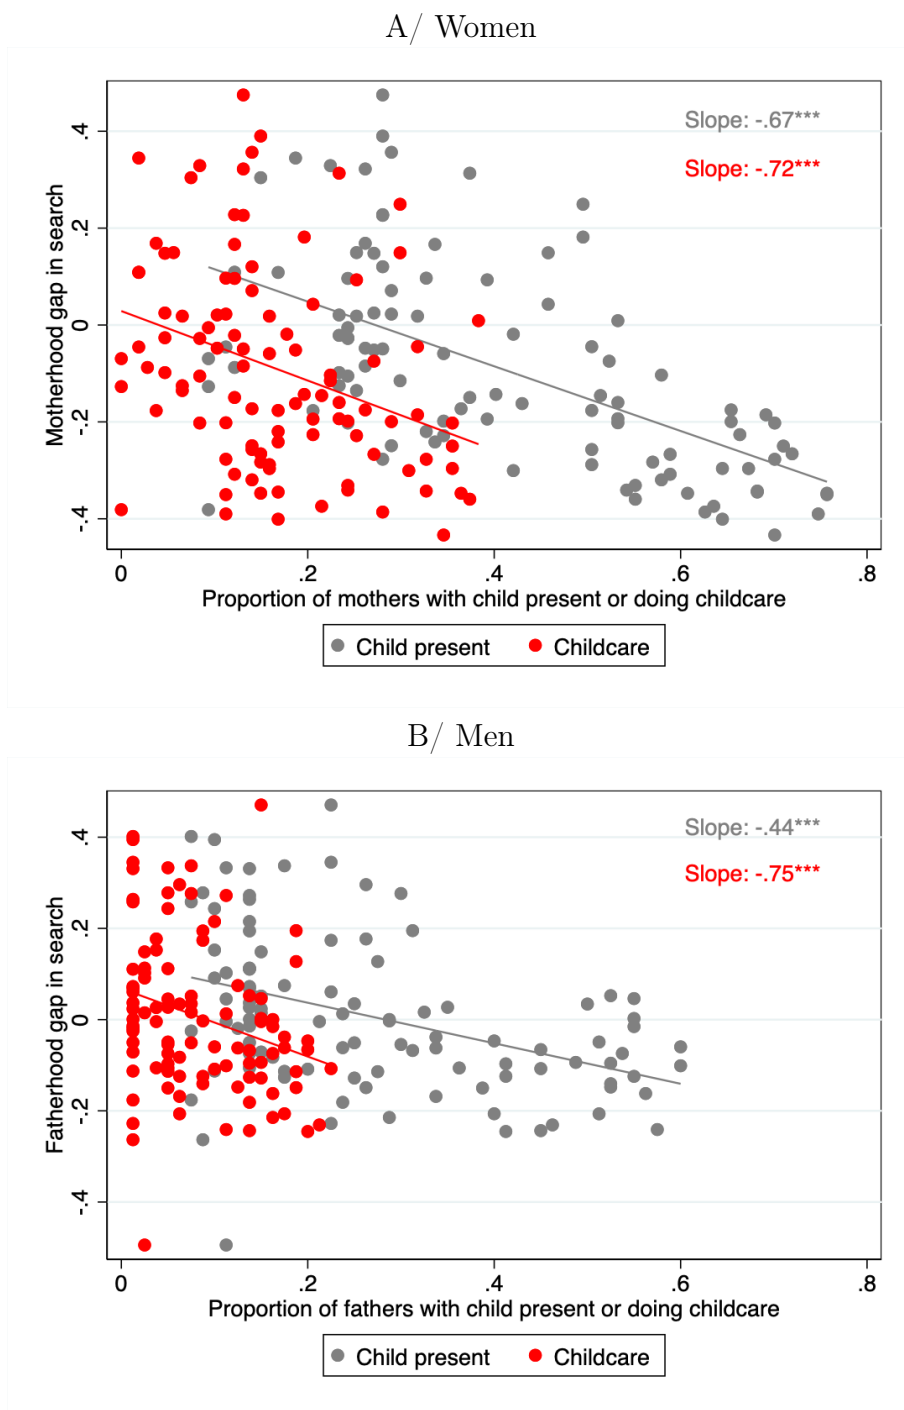 A/ Women
Slope: -.67***
Slope: -.72***
Motherhood gap in search
.4
.2
0
-.2
-.4
0 .2 .4 .6 .8
Proportion of mothers with child present or doing childcare
Child present Childcare
B/ Men
Slope: -.44***
Slope: -.75***
Fatherhood gap in search
.4
.2
0
-.2
-.4
0 .2 .4 .6 .8
Proportion of fathers with child present or doing childcare
Child present Childcare